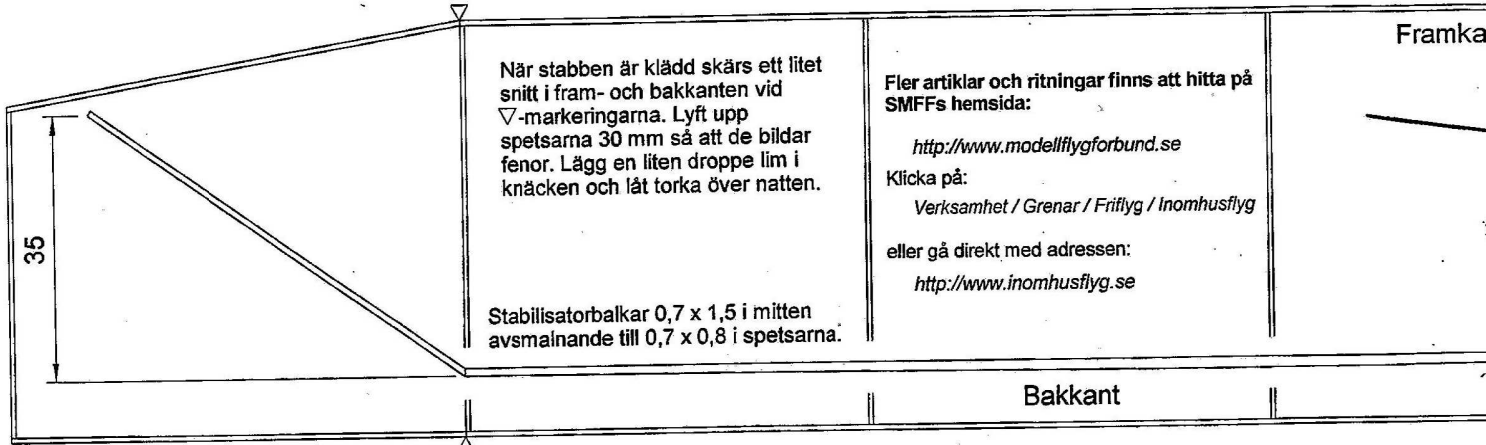 När stabben är klädd skärs ett litet
snitt i fram- och bakkanten vid
▽-markeringarna. Lyft upp
spetsarna 30 mm så att de bildar
fenor. Lägg en liten droppe lim i
knäcken och låt torka över natten.
Stabilisatorbalkar 0,7 x 1,5 i mitten
avsmalnande till 0,7 x 0,8 i spetsarna.
Fler artiklar och ritningar finns att hitta på
SMFFs hemsida:
http://www.modellflygforbund.se
Klicka på:
Verksamhet / Grenar / Friflyg / Inomhusflyg
eller gå direkt med adressen:
http://www.inomhusflyg.se
Framka
35
Bakkant